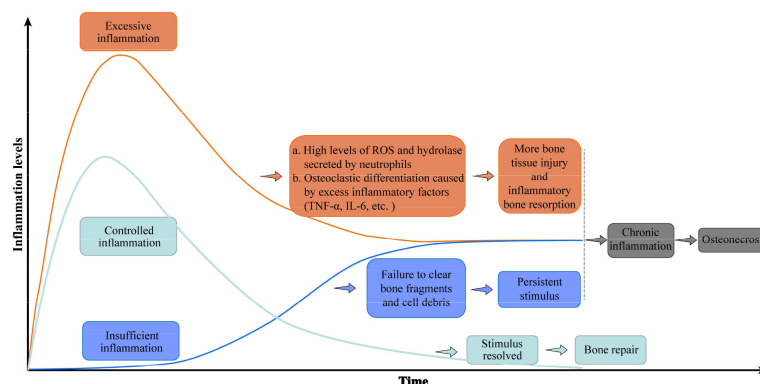 Excessive
inflammation
Inflammation levels
a. High levels of ROS and hydrolase
secreted by neutrophils
b. Osteoclastic differentiation caused
by excess inflammatory factors
(TNF-α, IL-6, etc. )
More bone
tissue injury
and
inflammatory
bone resorption
Controlled
inflammation
Chronic
inflammation
Osteonecros
Failure to clear
bone fragments
and cell debris
Persistent
stimulus
Insufficient
inflammation
Stimulus
resolved
Bone repair
Time